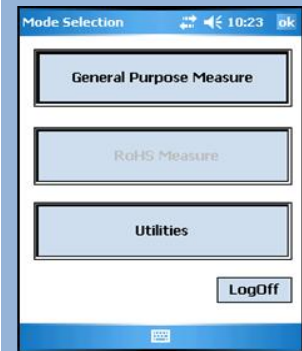 Mode Selection 10:23 ok
General Purpose Measure
RoHS Measure
Utilities
LogOff